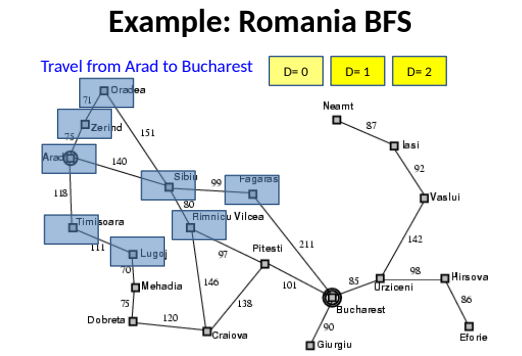 Example: Romania BFS
Travel from Arad to Bucharest
D= 0
D= 1
D= 2
Oradea
71
Neamt
Zerind
87
75
151
Iasi
Arad
140
92
Sibiu
99
Fagaras
118
80
Vaslui
Timisoara
Rimnicu Vilcea
111
Lugoj
97
Pitesti
211
142
70
98
Hirsova
Mehadia
146
101
85
Urziceni
75
138
86
Bucharest
Dobreta
120
90
Craiova
Eforie
Giurgiu